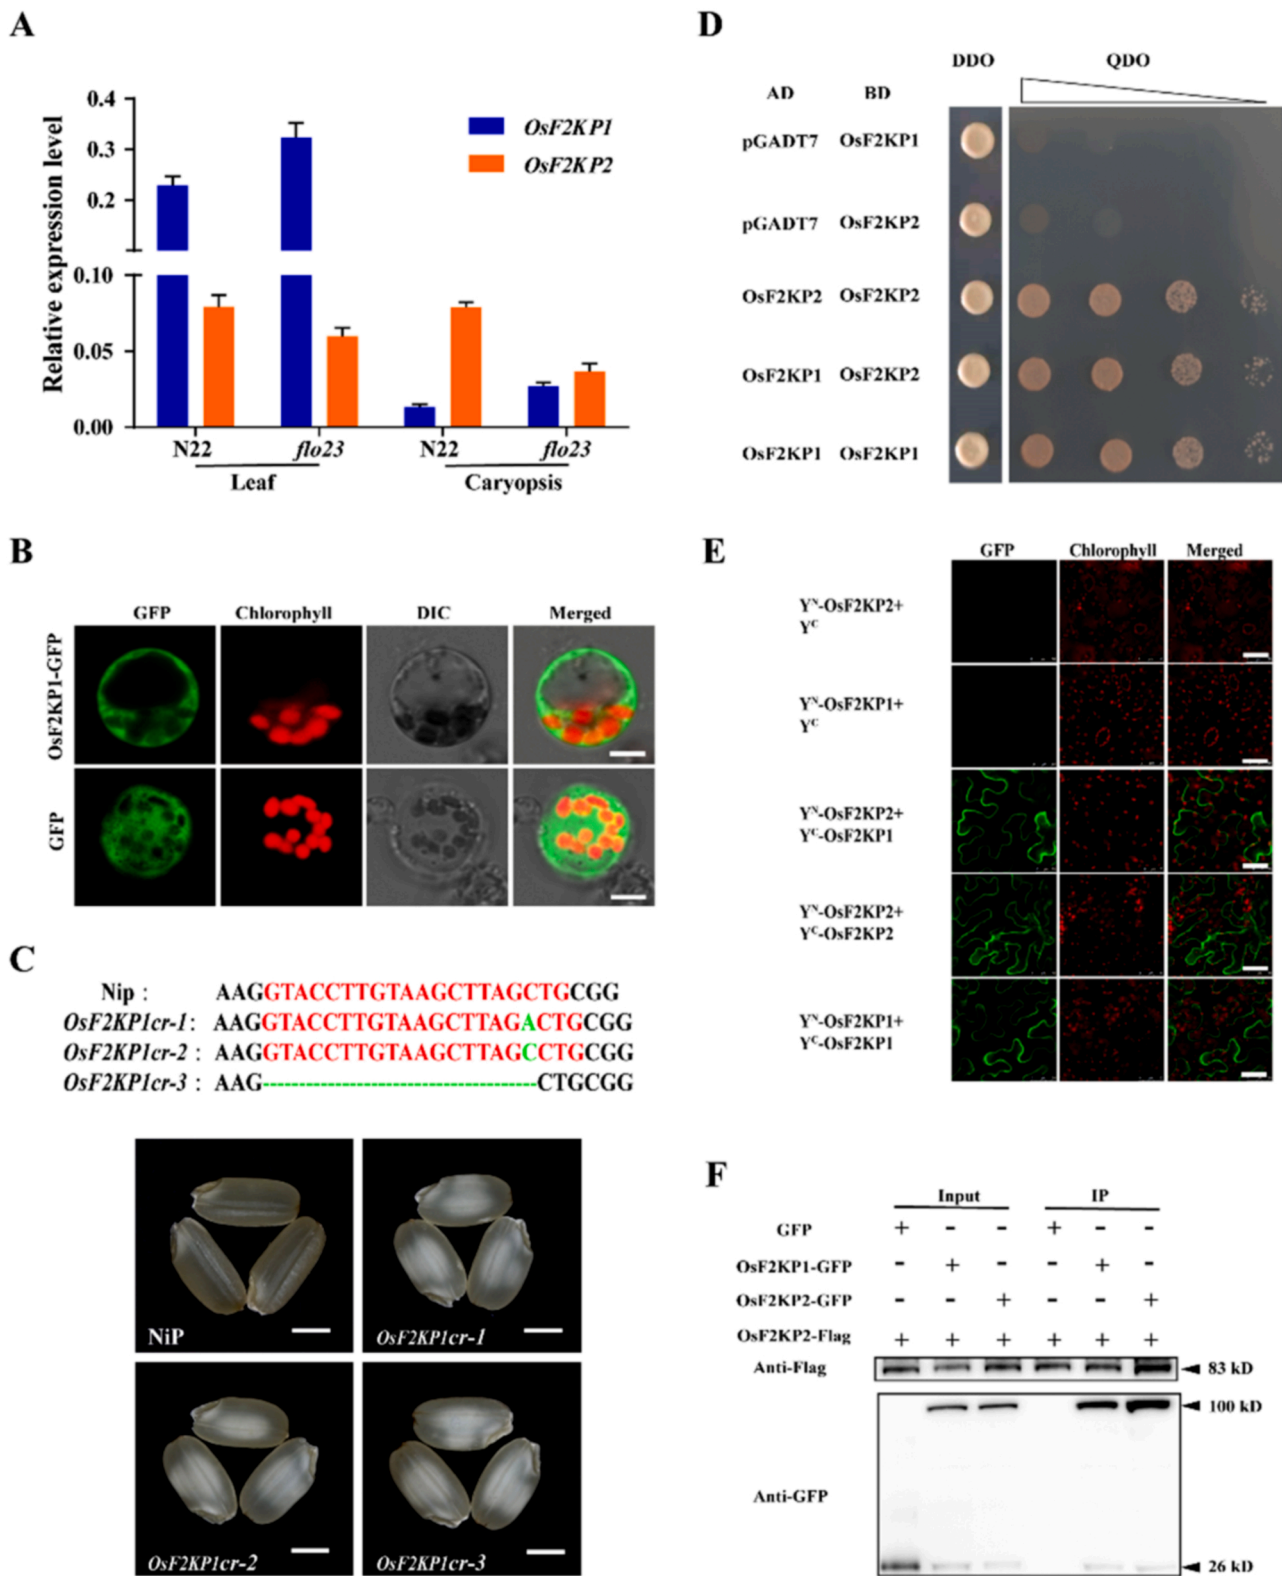 A
0.4
0.3
0.2
0.10
0.05
0.00
Relative expression level
OsF2KP1
OsF2KP2
N22 flo23 N22 flo23
Leaf Caryopsis
B
GFP Chlorophyll DIC Merged
OsF2KP1-GFP
GFP
C
Nip : AAGGTACCTTGTAAGCTTAGCTGCGG
OsF2KP1cr-1: AAGGTACCTTGTAAGCTTAGACTGCGG
OsF2KP1cr-2 : AAGGTACCTTGTAAGCTTAGCCTGCGG
OsF2KP1cr-3 : AAG-----------------CTGCGG
NiP
OsF2KP1cr-1
OsF2KP1cr-2
OsF2KP1cr-3
D
DDO QDO
AD BD
pGADT7 OsF2KP1
pGADT7 OsF2KP2
OsF2KP2 OsF2KP2
OsF2KP1 OsF2KP2
OsF2KP1 OsF2KP1
E
GFP Chlorophyll Merged
Yᴺ-OsF2KP2+
Yᶜ
Yᴺ-OsF2KP1+
Yᶜ
Yᴺ-OsF2KP2+
Yᶜ-OsF2KP1
Yᴺ-OsF2KP2+
Yᶜ-OsF2KP2
Yᴺ-OsF2KP1+
Yᶜ-OsF2KP1
F
Input IP
GFP + - - + - -
OsF2KP1-GFP - + - - + -
OsF2KP2-GFP - - + - - +
OsF2KP2-Flag + + + + + +
Anti-Flag 83 kD
100 kD
Anti-GFP
26 kD